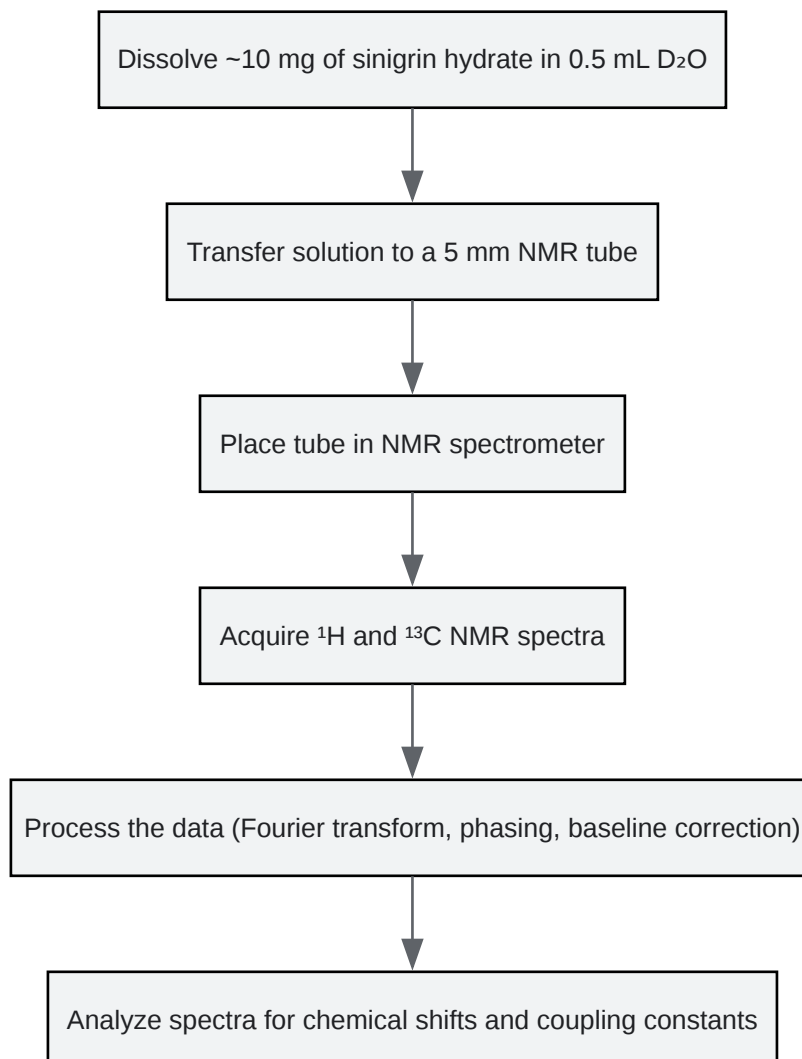 Dissolve ~10 mg of sinigrin hydrate in 0.5 mL D₂O
Transfer solution to a 5 mm NMR tube
Place tube in NMR spectrometer
Acquire ¹H and ¹³C NMR spectra
Process the data (Fourier transform, phasing, baseline correction)
Analyze spectra for chemical shifts and coupling constants